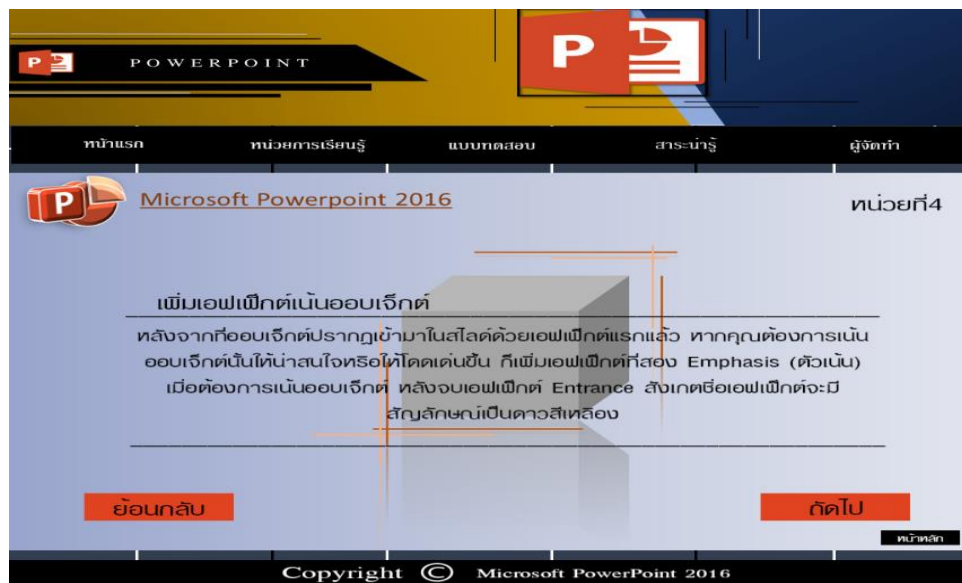 P
POWERPOINT
P
หน้าแรก หน่วยการเรียนรู้ แบบทดสอบ สาระน่ารู้ ผู้จัดทำ
P
Microsoft Powerpoint 2016
หน่วยที่4
เพิ่มเอฟเฟ็กต์เน้นออบเจ็กต์
หลังจากที่ออบเจ็กต์ปรากฏเข้ามาในสไลด์ด้วยเอฟเฟ็กต์แรกแล้ว หากคุณต้องการเน้น
ออบเจ็กต์นั้นให้น่าสนใจหรือให้โดดเด่นขึ้น ก็เพิ่มเอฟเฟ็กต์ที่สอง Emphasis (ตัวเน้น)
เมื่อต้องการเน้นออบเจ็กต์ หลังจบเอฟเฟ็กต์ Entrance สังเกตชื่อเอฟเฟ็กต์จะมี
สัญลักษณ์เป็นดาวสีเหลือง
ย้อนกลับ
ถัดไป
หน้าหลัก
Copyright © Microsoft PowerPoint 2016